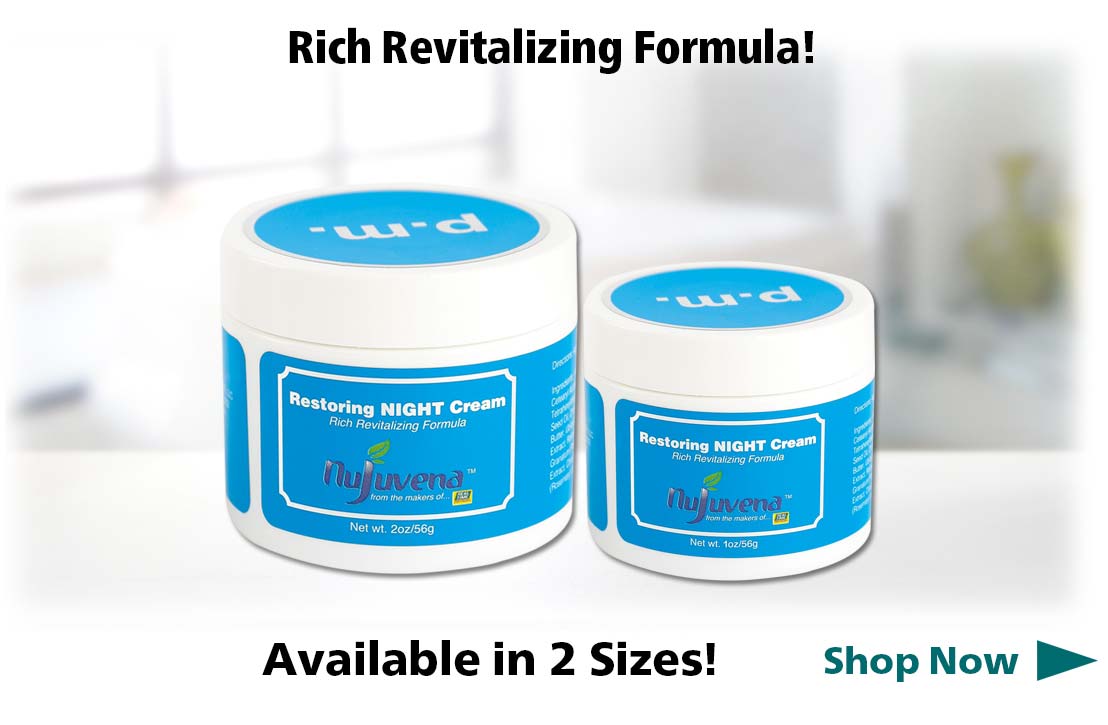 Rich Revitalizing Formula!
p.m.
p.m.
Restoring NIGHT Cream
Rich Revitalizing Formula
NuJuvena™
from the makers of...
Net wt. 2oz/56g
Restoring NIGHT Cream
Rich Revitalizing Formula
NuJuvena™
from the makers of...
Net wt. 1oz/56g
Available in 2 Sizes!
Shop Now